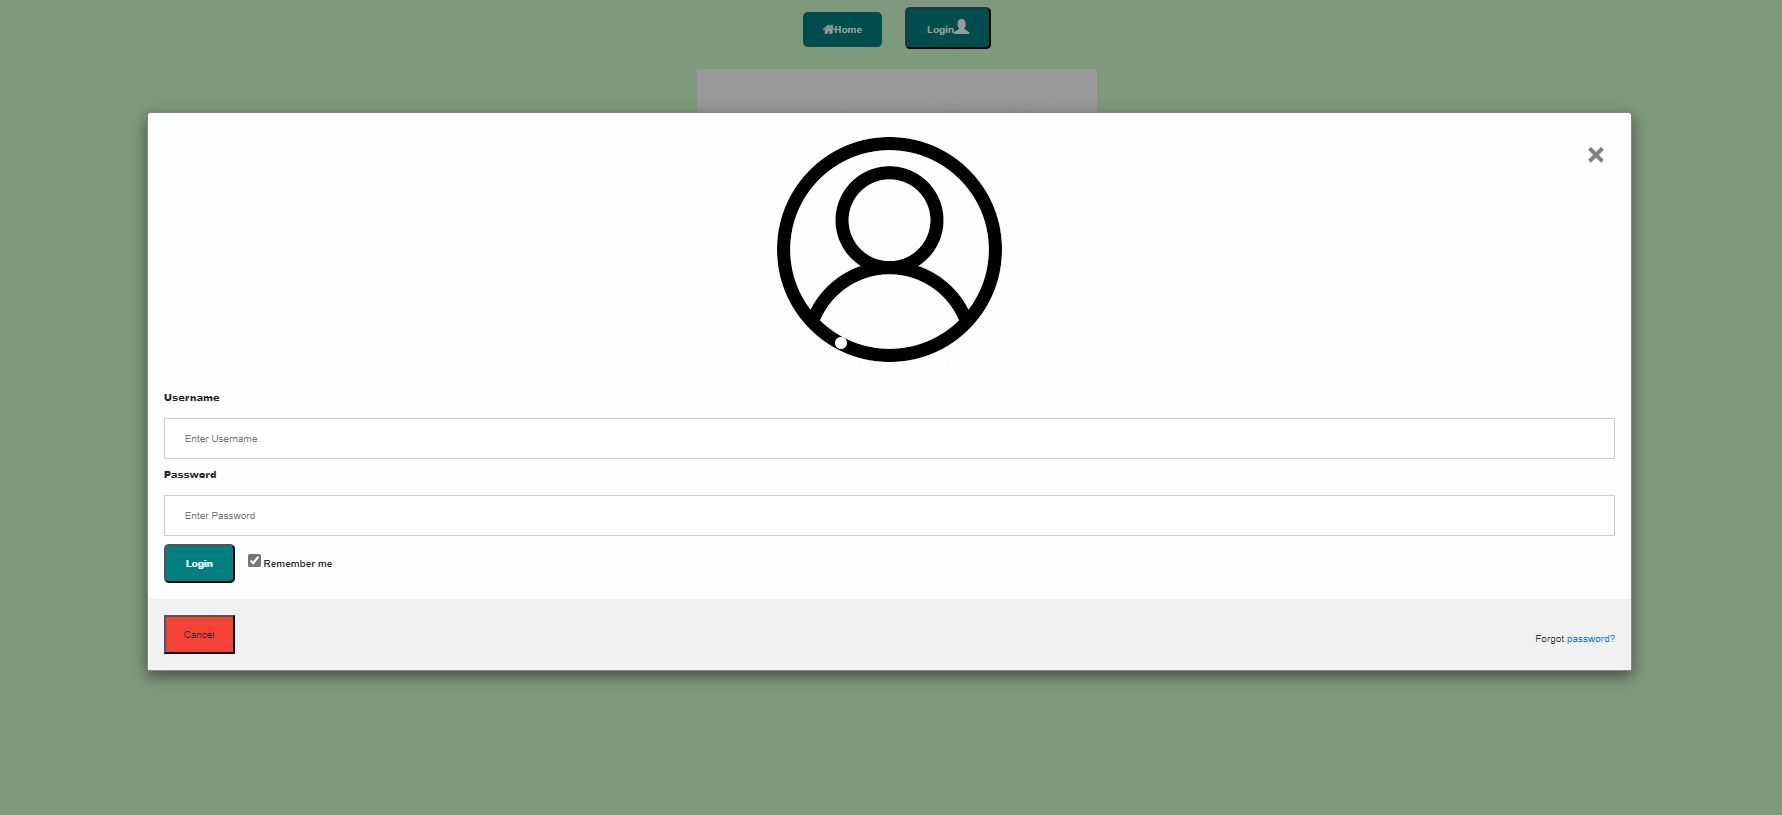 Home
Login
×
Username
Enter Username
Password
Enter Password
Login
Remember me
Cancel
Forgot password?